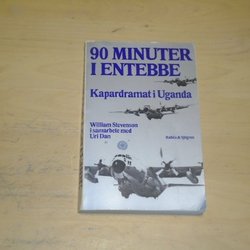 90 MINUTER
I ENTEBBE
Kapardramat i Uganda
William Stevenson
i samarbete med
Uri Dan
Rabén & Sjögren